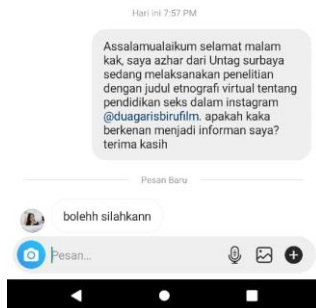 Hari ini 7:57 PM
Assalamualaikum selamat malam
kak, saya azhar dari Untag surbaya
sedang melaksanakan penelitian
dengan judul etnografi virtual tentang
pendidikan seks dalam instagram
@duagarisbirufilm. apakah kaka
berkenan menjadi informan saya?
terima kasih
Pesan Baru
bolehh silahkann
Pesan...